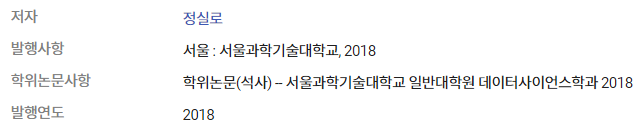 저자 정실로
발행사항 서울 : 서울과학기술대학교, 2018
학위논문사항 학위논문(석사) -- 서울과학기술대학교 일반대학원 데이터사이언스학과 2018
발행연도 2018